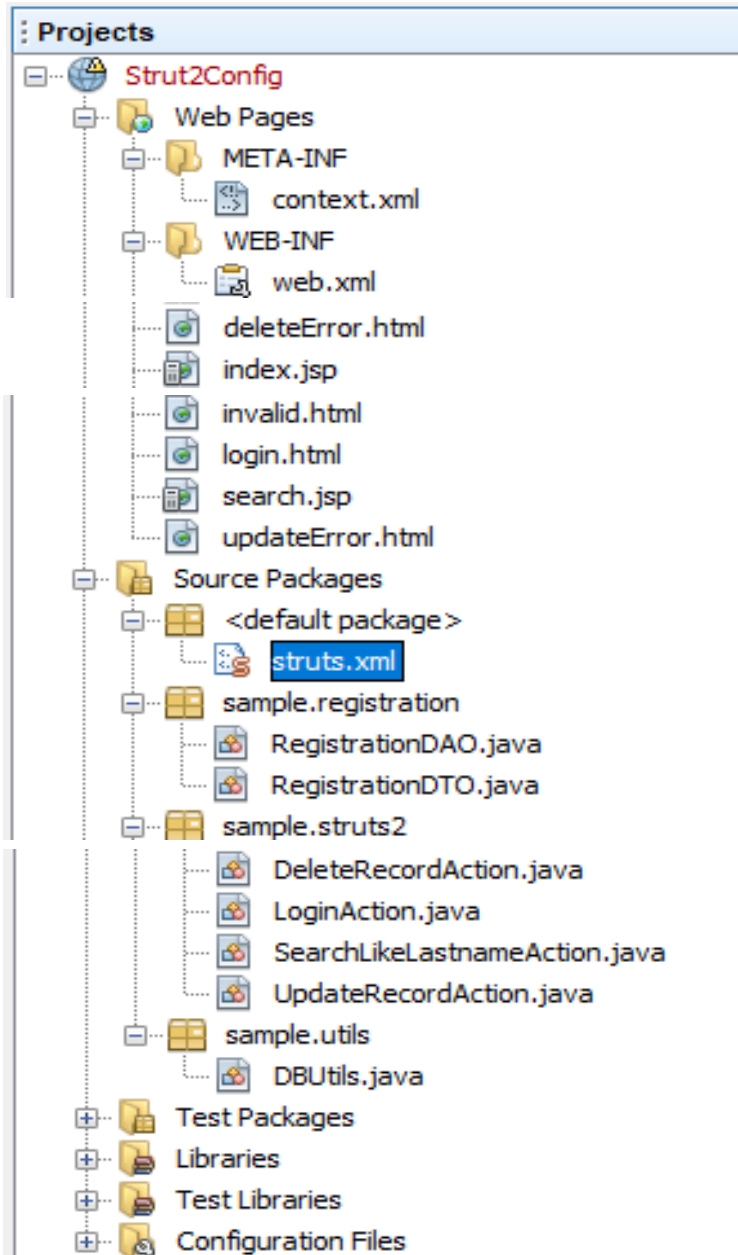 Projects
Strut2Config
Web Pages
META-INF
context.xml
WEB-INF
web.xml
deleteError.html
index.jsp
invalid.html
login.html
search.jsp
updateError.html
Source Packages
<default package>
struts.xml
sample.registration
RegistrationDAO.java
RegistrationDTO.java
sample.struts2
DeleteRecordAction.java
LoginAction.java
SearchLikeLastnameAction.java
UpdateRecordAction.java
sample.utils
DBUtils.java
Test Packages
Libraries
Test Libraries
Configuration Files